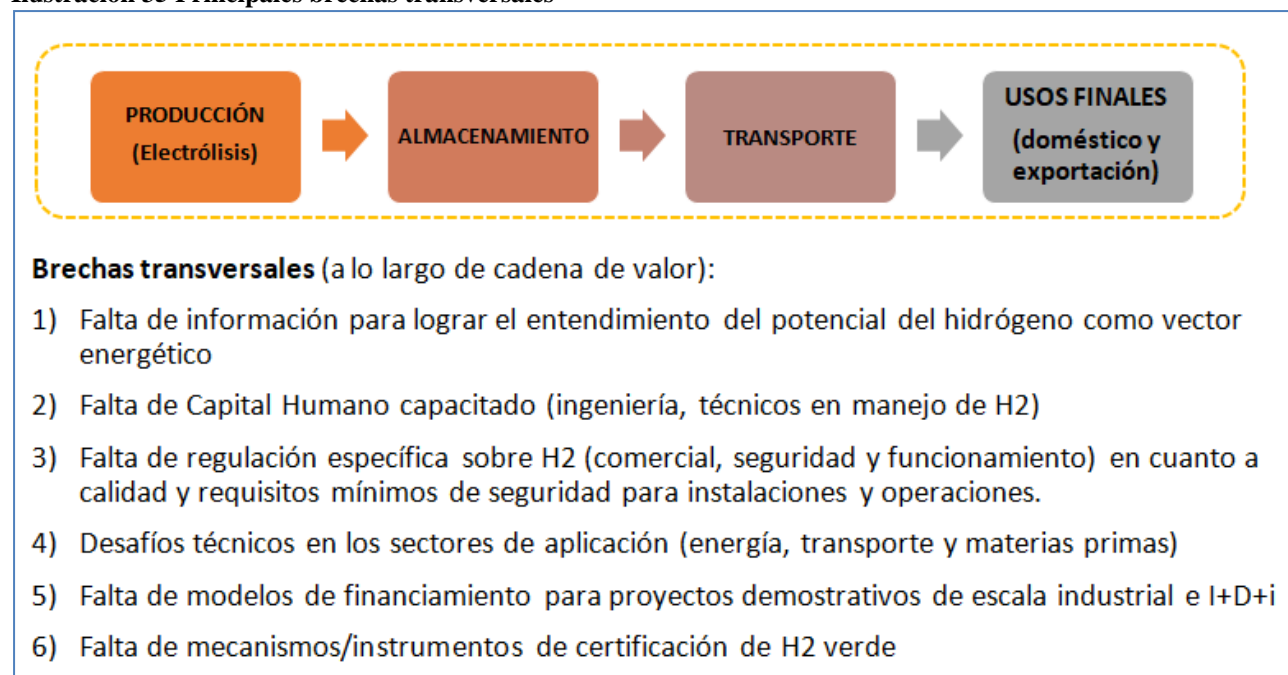 Ilustración 35 Principales brechas transversales
PRODUCCIÓN
(Electrólisis)
ALMACENAMIENTO
TRANSPORTE
USOS FINALES
(doméstico y
exportación)
Brechas transversales (a lo largo de cadena de valor):
1) Falta de información para lograr el entendimiento del potencial del hidrógeno como vector
energético
2) Falta de Capital Humano capacitado (ingeniería, técnicos en manejo de H2)
3) Falta de regulación específica sobre H2 (comercial, seguridad y funcionamiento) en cuanto a
calidad y requisitos mínimos de seguridad para instalaciones y operaciones.
4) Desafíos técnicos en los sectores de aplicación (energía, transporte y materias primas)
5) Falta de modelos de financiamiento para proyectos demostrativos de escala industrial e I+D+i
6) Falta de mecanismos/instrumentos de certificación de H2 verde